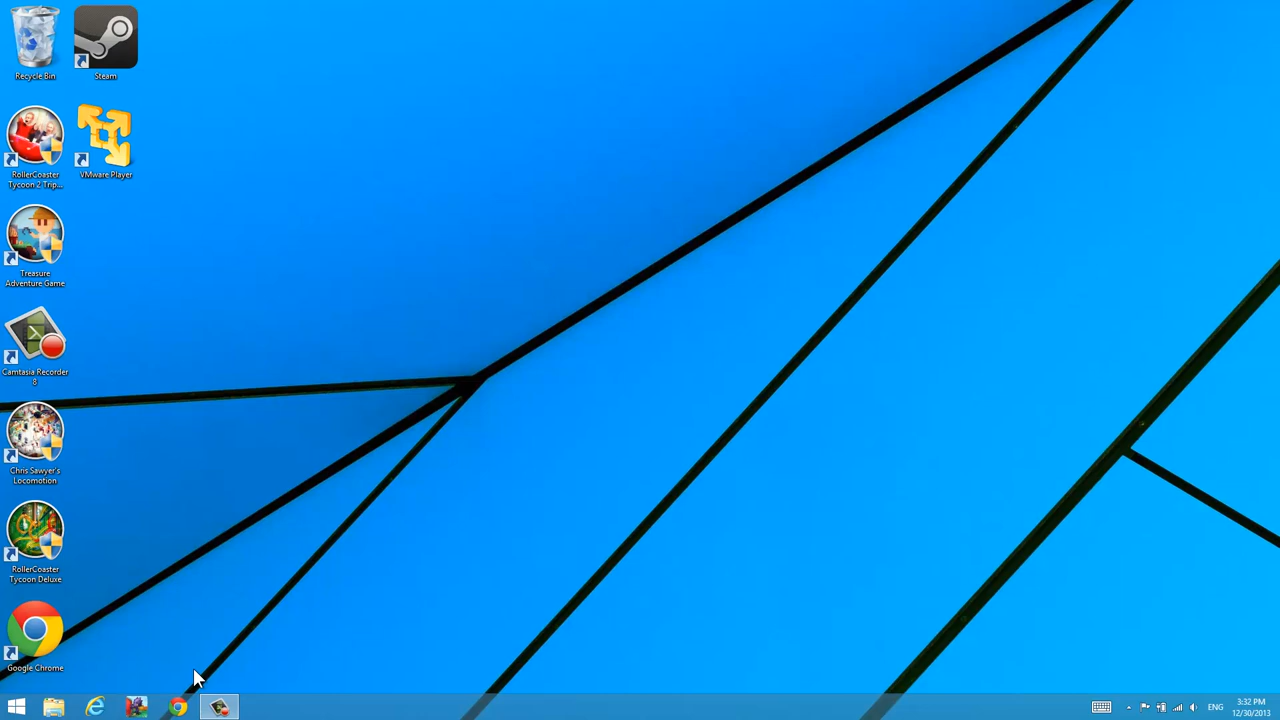 Recycle Bin
Steam
RollerCoaster
Tycoon 2 Trip...
VMware Player
Treasure
Adventure Game
Camtasia Recorder
8
Chris Sawyer's
Locomotion
RollerCoaster
Tycoon Deluxe
Google Chrome
ENG
3:32 PM
12/30/2013